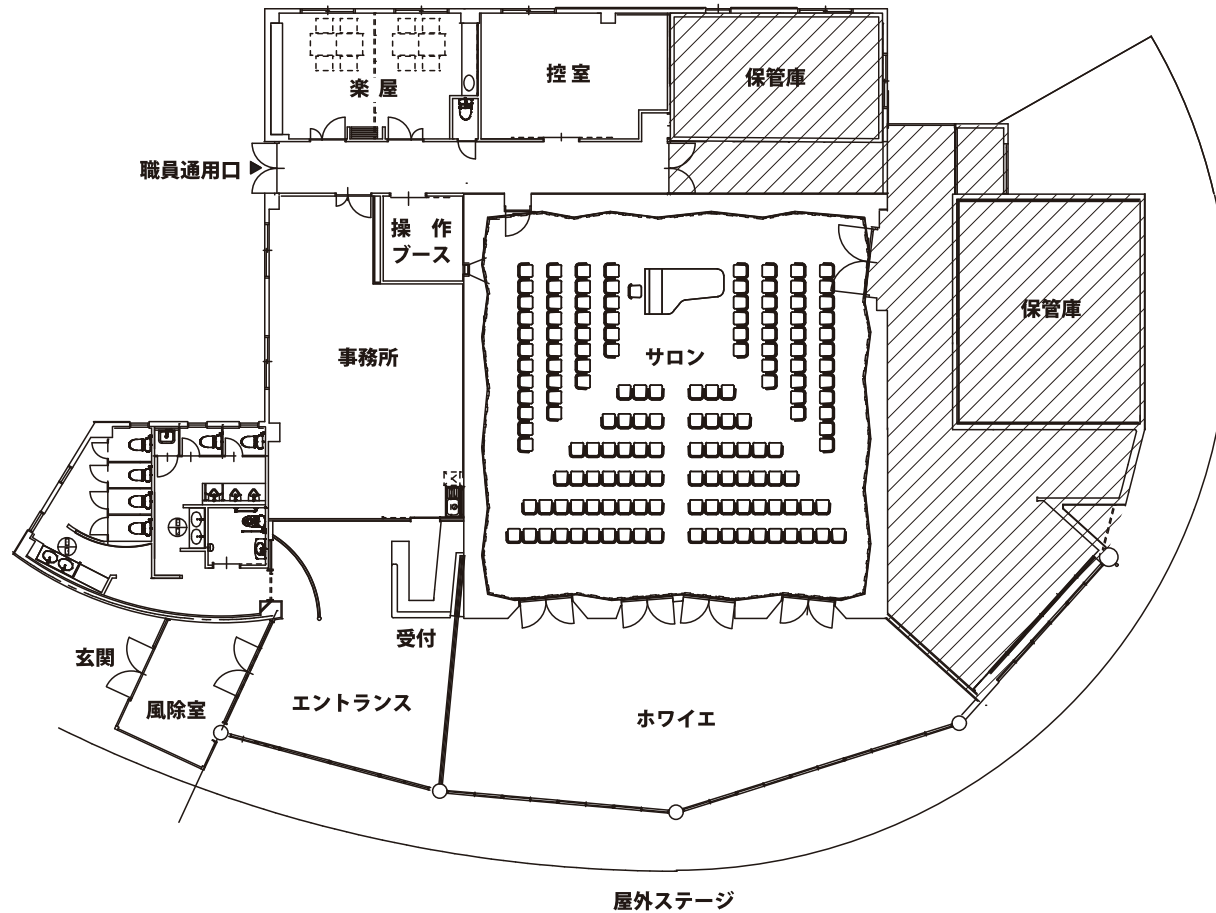 楽屋
控室
保管庫
職員通用口
操作
ブース
保管庫
事務所
サロン
受付
玄関
風除室
エントランス
ホワイエ
屋外ステージ